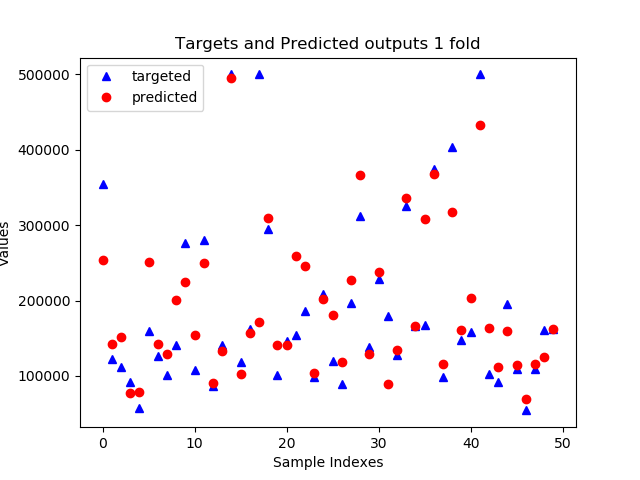 Targets and Predicted outputs 1 fold
targeted
predicted
500000
400000
300000
200000
100000
Values
0
10
20
30
40
50
Sample Indexes